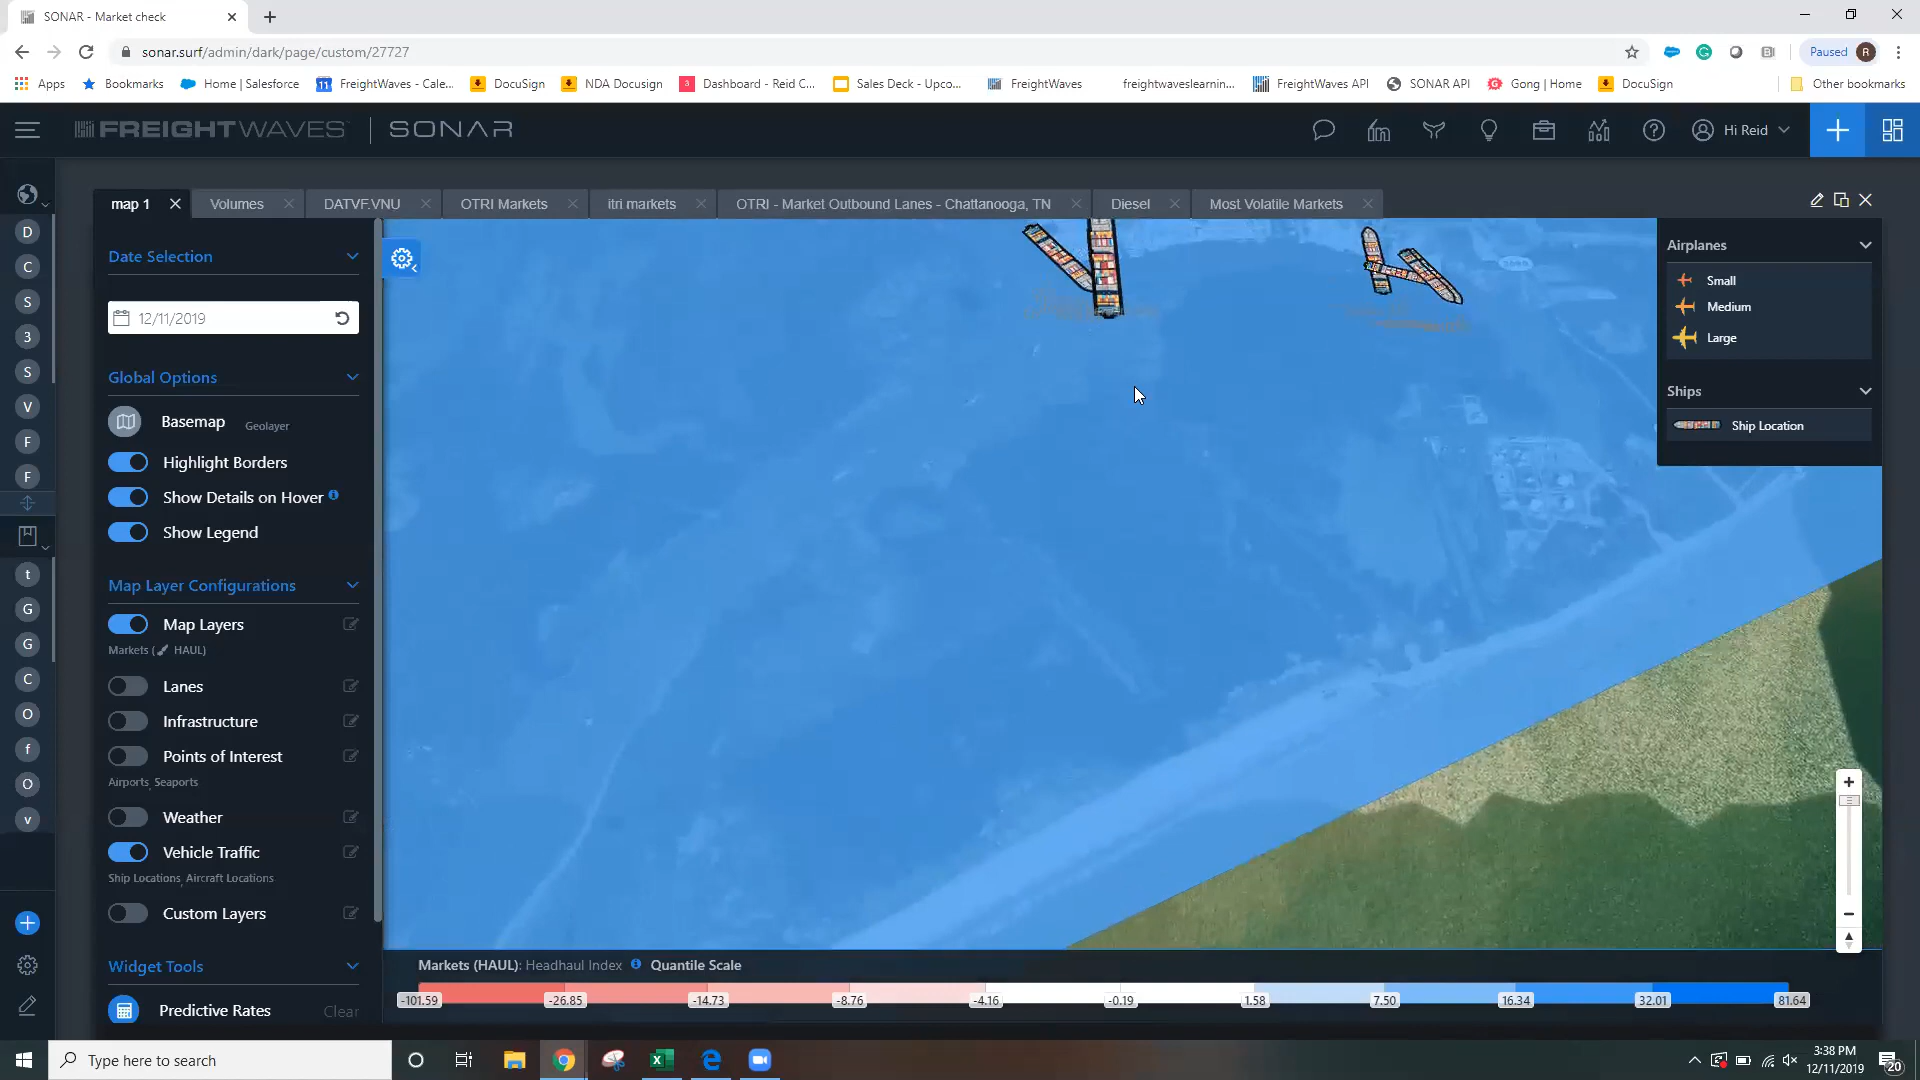 SONAR - Market check
sonar.surf/admin/dark/page/custom/27727
Paused R
Apps Bookmarks Home | Salesforce 11 FreightWaves - Cale... DocuSign NDA Docusign 3 Dashboard - Reid C... Sales Deck - Upco... FreightWaves freightwaveslearnin... FreightWaves API SONAR API Gong | Home DocuSign Other bookmarks
FREIGHTWAVES SONAR
Hi Reid
map 1 Volumes DATVF.VNU OTRI Markets itri markets OTRI - Market Outbound Lanes - Chattanooga, TN Diesel Most Volatile Markets
D
C
S
3
S
V
F
F
t
G
G
C
O
f
O
v
Date Selection
12/11/2019
Global Options
Basemap Geolayer
Highlight Borders
Show Details on Hover
Show Legend
Map Layer Configurations
Map Layers
Markets ( HAUL)
Lanes
Infrastructure
Points of Interest
Airports, Seaports
Weather
Vehicle Traffic
Ship Locations, Aircraft Locations
Custom Layers
Widget Tools
Predictive Rates Clear
Airplanes
Small
Medium
Large
Ships
Ship Location
Markets (HAUL): Headhaul Index Quantile Scale
-101.59 -26.85 -14.73 -8.76 -4.16 -0.19 1.58 7.50 16.34 32.01 81.64
Type here to search
3:38 PM
12/11/2019
20